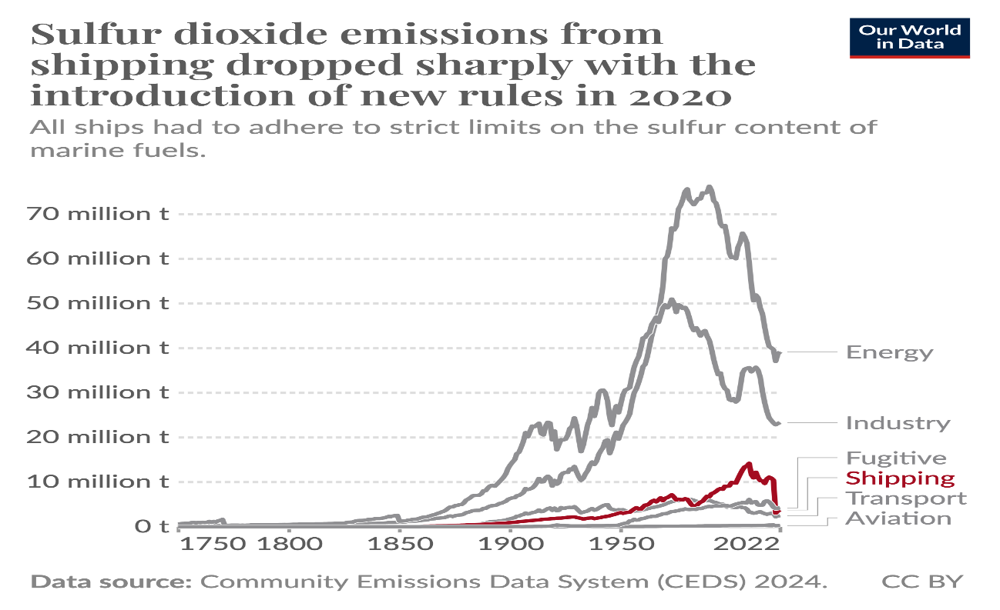 Sulfur dioxide emissions from
shipping dropped sharply with the
introduction of new rules in 2020
Our World
in Data
All ships had to adhere to strict limits on the sulfur content of
marine fuels.
70 million t
60 million t
50 million t
40 million t
30 million t
20 million t
10 million t
0 t
Energy
Industry
Fugitive
Shipping
Transport
Aviation
1750 1800 1850 1900 1950 2022
Data source: Community Emissions Data System (CEDS) 2024. CC BY